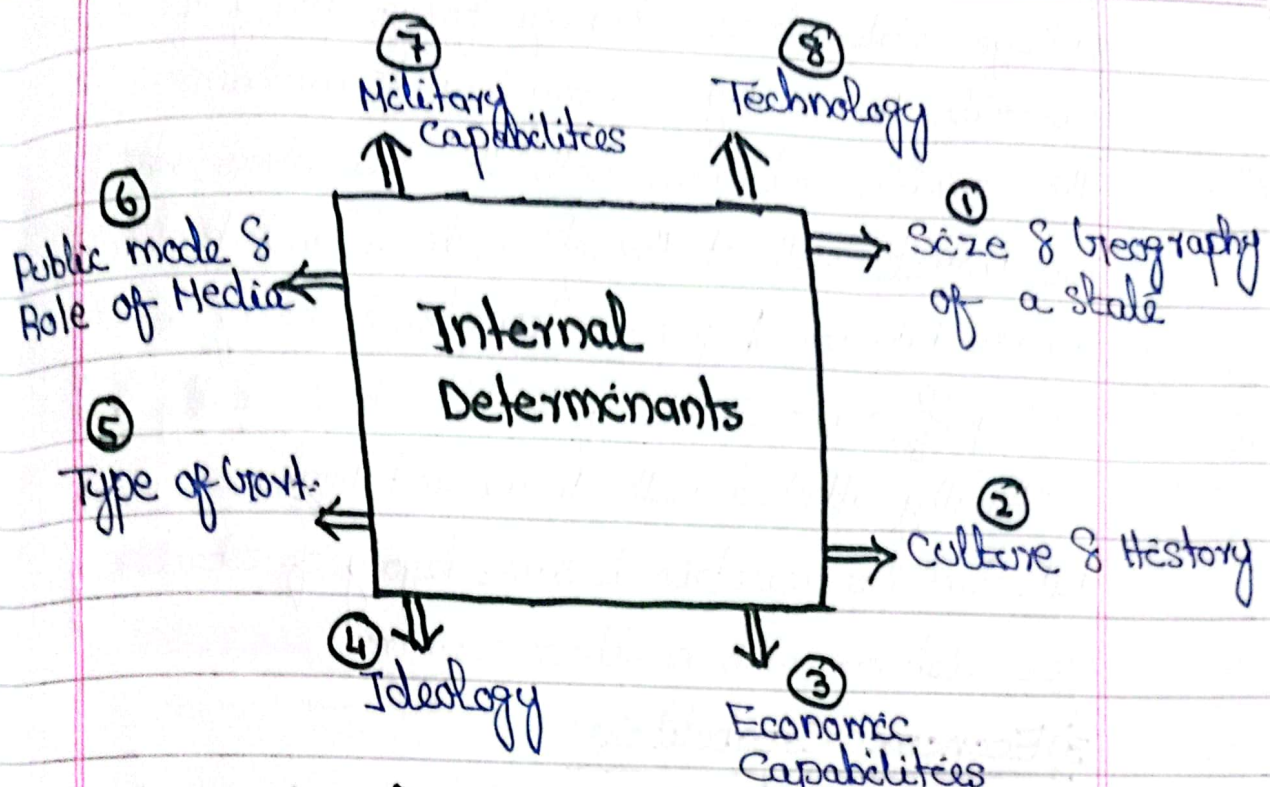 Internal
Determinants
①
Size & Geography
of a state
②
Culture & History
③
Economic
Capabilities
④
Ideology
⑤
Type of Govt.
⑥
Public mode &
Role of Media
⑦
Military
Capabilities
⑧
Technology